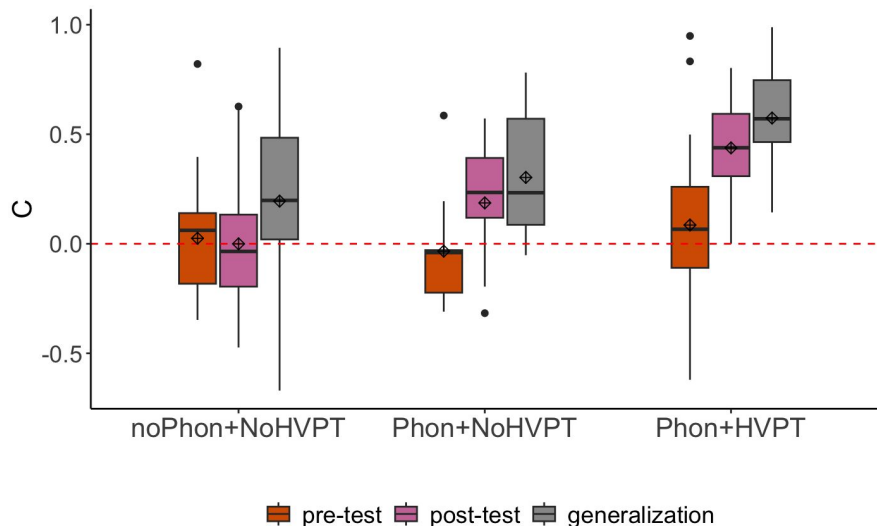 1.0
0.5
0.0
-0.5
C
noPhon+NoHVPT Phon+NoHVPT Phon+HVPT
pre-test post-test generalization